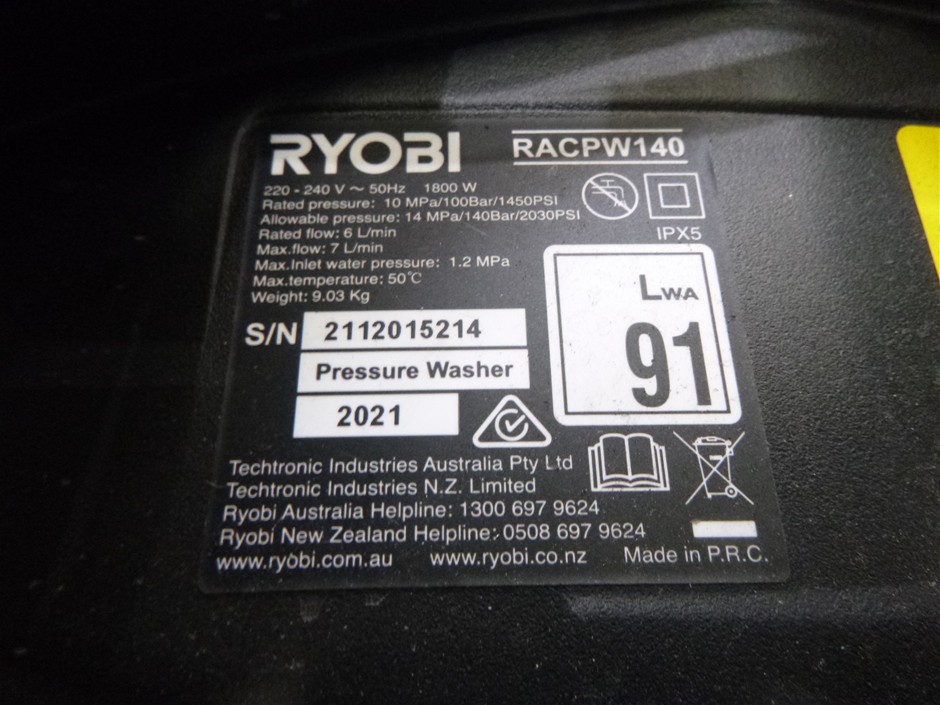 RYOBI
RACPW140
220 - 240 V ~ 50Hz 1800 W
Rated pressure: 10 MPa/100Bar/1450PSI
Allowable pressure: 14 MPa/140Bar/2030PSI
Rated flow: 6 L/min
Max.flow: 7 L/min
Max.Inlet water pressure: 1.2 MPa
Max.temperature: 50℃
Weight: 9.03 Kg
IPX5
LWA
91
S/N 2112015214
Pressure Washer
2021
Techtronic Industries Australia Pty Ltd
Techtronic Industries N.Z. Limited
Ryobi Australia Helpline: 1300 697 9624
Ryobi New Zealand Helpline: 0508 697 9624
www.ryobi.com.au www.ryobi.co.nz Made in P.R.C.